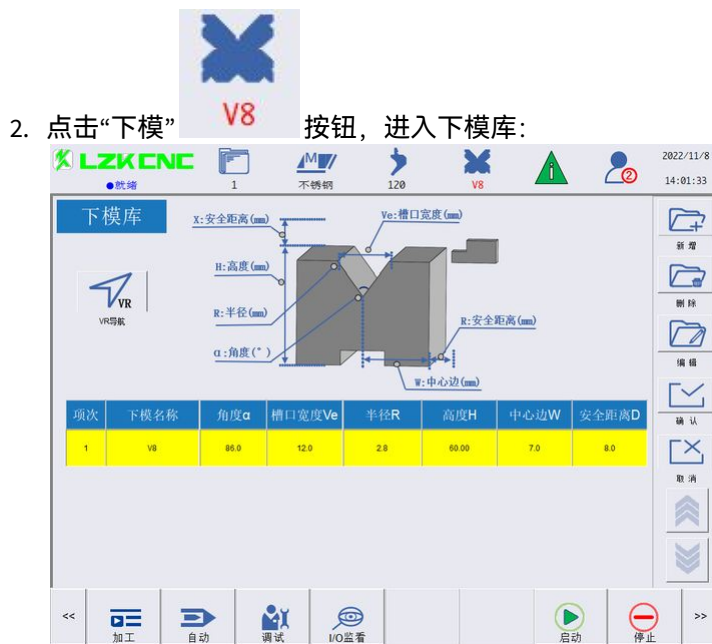 V8
2. 点击“下模” 按钮，进入下模库：
LZK CNC
●就绪
1
不锈钢
120
V8
②
2022/11/8
14:01:33
下模库
VR
VR导航
X:安全距离(mm)
Ve:槽口宽度(mm)
H:高度(mm)
R:半径(mm)
R:安全距离(mm)
α:角度(°)
W:中心边(mm)
项次 下模名称 角度α 槽口宽度Ve 半径R 高度H 中心边W 安全距离D
1 V8 86.0 12.0 2.8 60.00 7.0 8.0
新 增
删 除
编 辑
确 认
取 消
<< 加工 自动 调试 I/O监看 启动 停止 >>